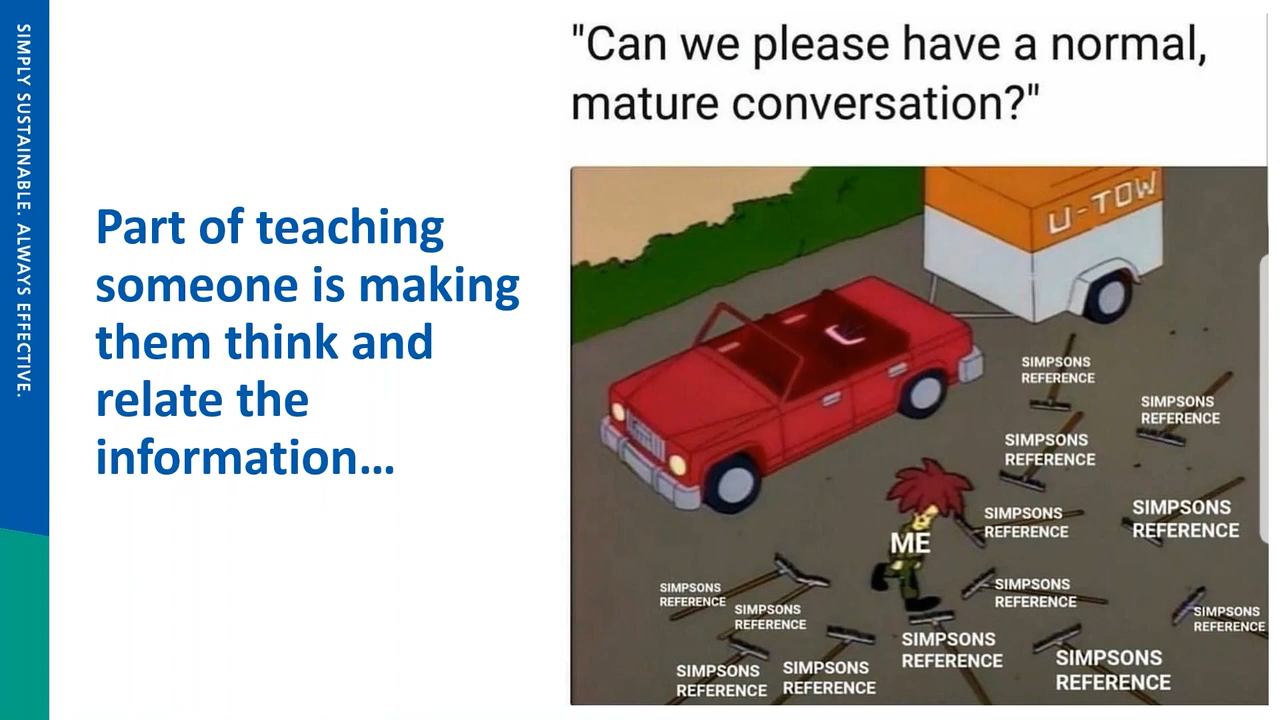 SIMPLY SUSTAINABLE. ALWAYS EFFECTIVE.
Part of teaching
someone is making
them think and
relate the
information...
"Can we please have a normal,
mature conversation?"
U-TOW
SIMPSONS
REFERENCE
SIMPSONS
REFERENCE
SIMPSONS
REFERENCE
SIMPSONS
REFERENCE
SIMPSONS
REFERENCE
ME
SIMPSONS
REFERENCE
SIMPSONS
REFERENCE
SIMPSONS
REFERENCE
SIMPSONS
REFERENCE
SIMPSONS
REFERENCE
SIMPSONS
REFERENCE
SIMPSONS
REFERENCE
SIMPSONS
REFERENCE